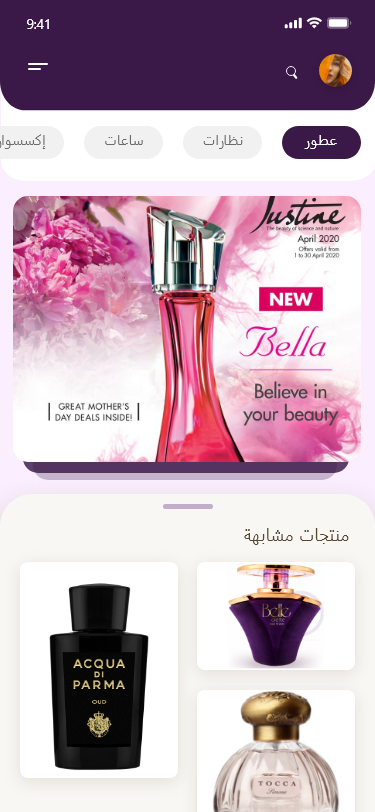 9:41
عطور
نظارات
ساعات
إكسسوار
Justine
The beauty of science and nature
April 2020
Offers valid from
1 to 30 April 2020
NEW
Bella
Believe in
your beauty
GREAT MOTHER'S
DAY DEALS INSIDE!
منتجات مشابهة
Belle
ACQUA
DI
PARMA
OUD
TOCCA